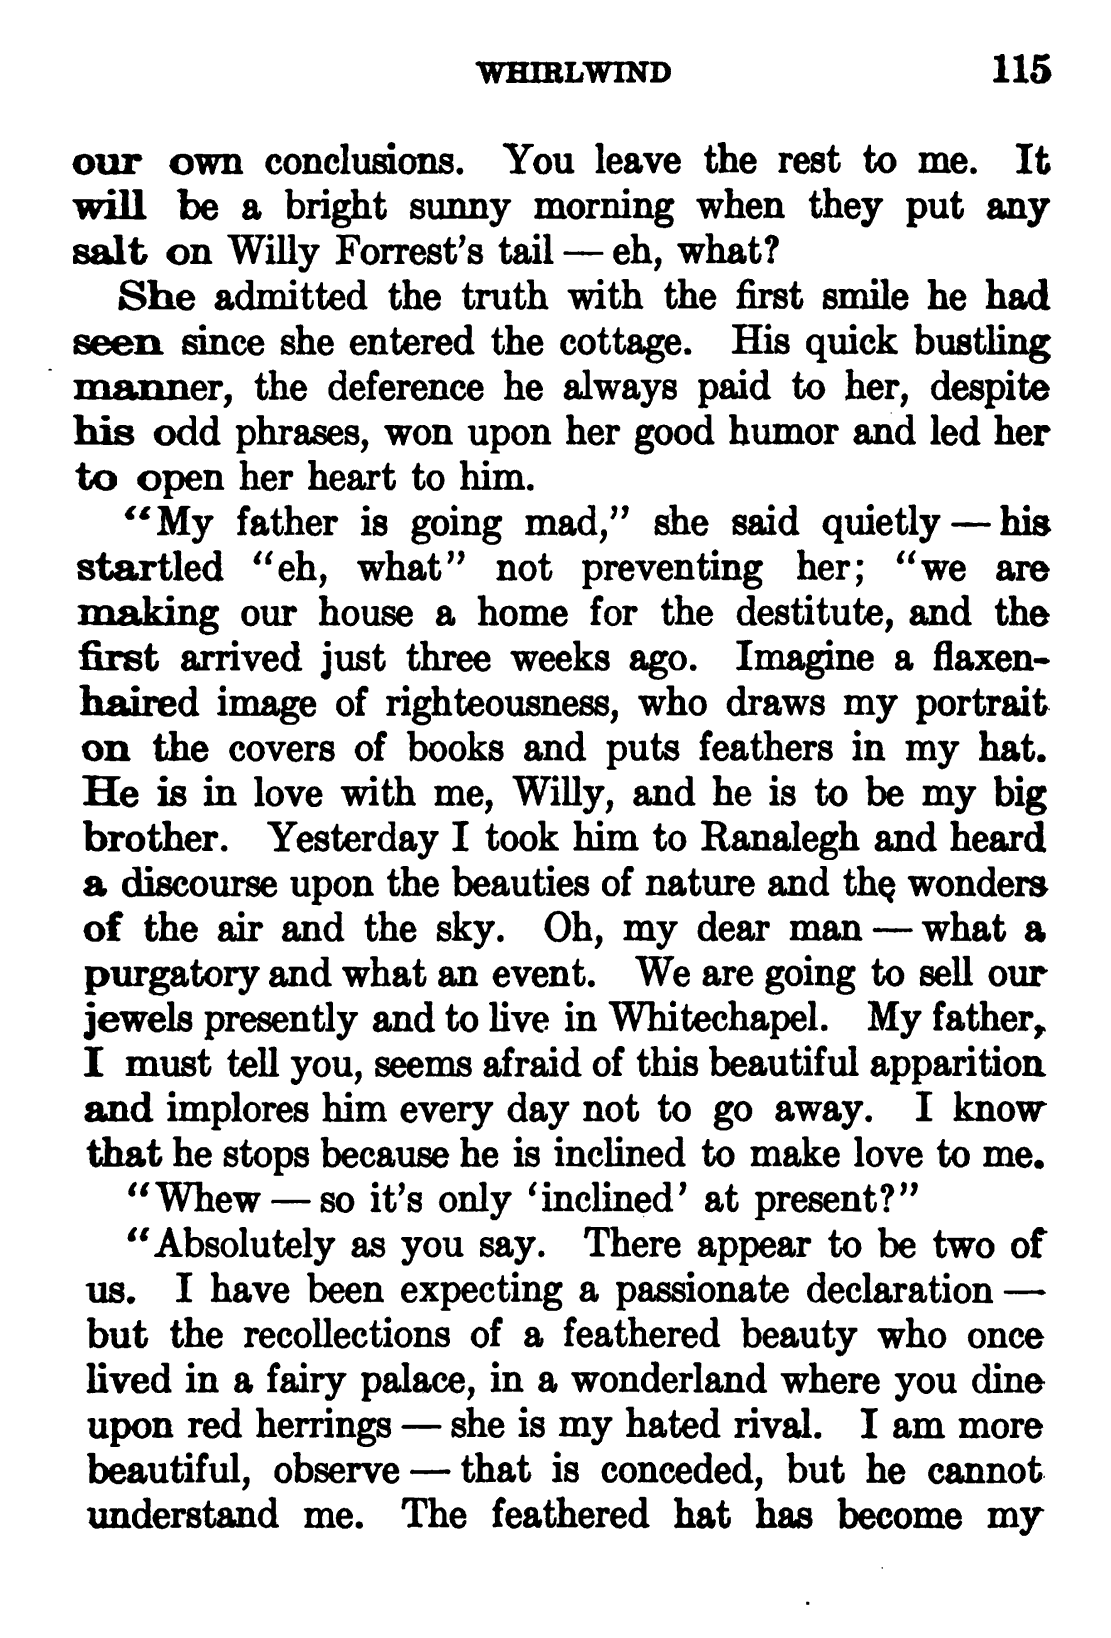 WHIRLWIND 115
our own conclusions. You leave the rest to me. It
will be a bright sunny morning when they put any
salt on Willy Forrest's tail — eh, what?
She admitted the truth with the first smile he had
seen since she entered the cottage. His quick bustling
manner, the deference he always paid to her, despite
his odd phrases, won upon her good humor and led her
to open her heart to him.
“My father is going mad,” she said quietly — his
startled “eh, what” not preventing her; “we are
making our house a home for the destitute, and the
first arrived just three weeks ago. Imagine a flaxen-
haired image of righteousness, who draws my portrait
on the covers of books and puts feathers in my hat.
He is in love with me, Willy, and he is to be my big
brother. Yesterday I took him to Ranalegh and heard
a discourse upon the beauties of nature and the wonders
of the air and the sky. Oh, my dear man — what a
purgatory and what an event. We are going to sell our
jewels presently and to live in Whitechapel. My father,
I must tell you, seems afraid of this beautiful apparition
and implores him every day not to go away. I know
that he stops because he is inclined to make love to me.
“Whew — so it's only ‘inclined’ at present?”
“Absolutely as you say. There appear to be two of
us. I have been expecting a passionate declaration —
but the recollections of a feathered beauty who once
lived in a fairy palace, in a wonderland where you dine
upon red herrings — she is my hated rival. I am more
beautiful, observe — that is conceded, but he cannot
understand me. The feathered hat has become my